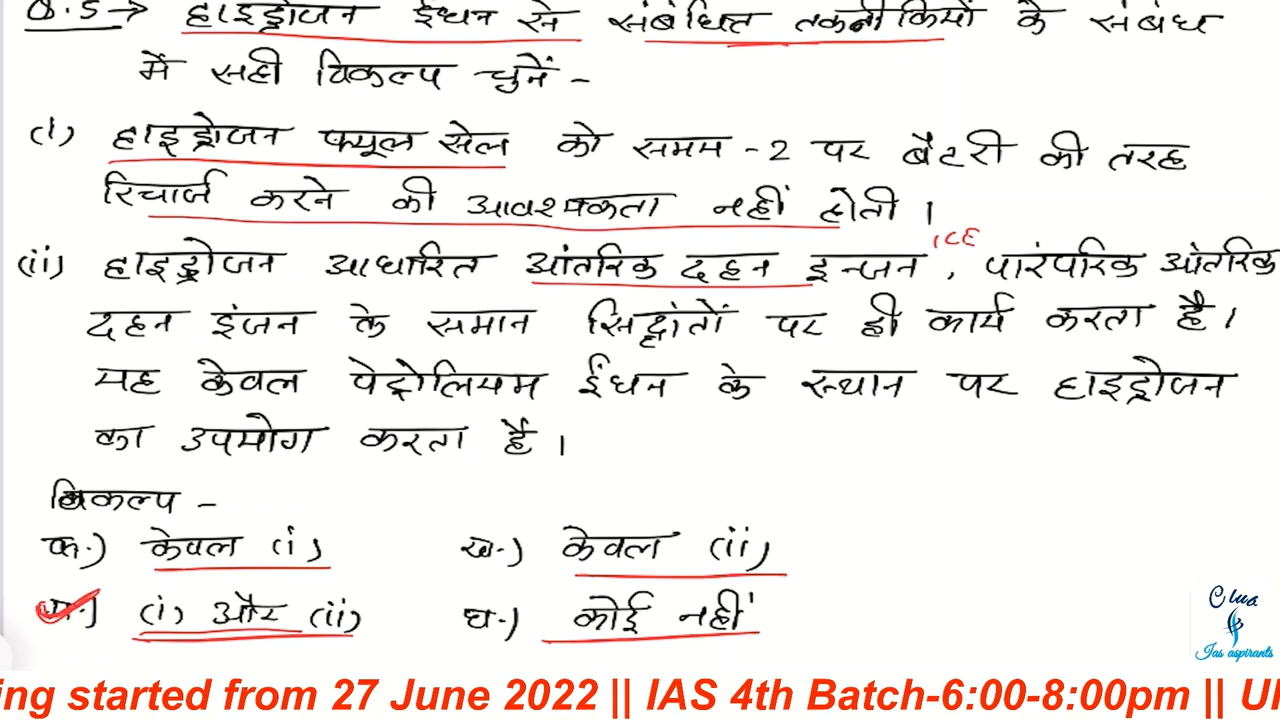 Q.5→ हाइड्रोजन ईंधन से संबंधित तकनीकियों के संबंध
में सही विकल्प चुनें -
(i) हाइड्रोजन फ्यूल सेल को समय-2 पर बैटरी की तरह
रिचार्ज करने की आवश्यकता नहीं होती।
ICE
(ii) हाइड्रोजन आधारित आंतरिक दहन इन्जन, पारंपरिक आंतरिक
दहन इंजन के समान सिद्धांतों पर ही कार्य करता है।
यह केवल पेट्रोलियम ईंधन के स्थान पर हाइड्रोजन
का उपयोग करता है।
विकल्प -
क.) केवल (i) ख.) केवल (ii)
ग.) (i) और (ii) घ.) कोई नहीं
Ias aspirants
ing started from 27 June 2022 || IAS 4th Batch-6:00-8:00pm || UI